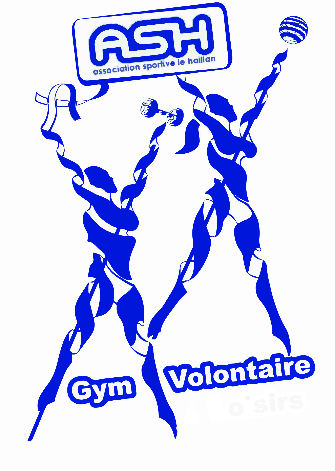 ASH
association sportive le haillan
Gym Volontaire